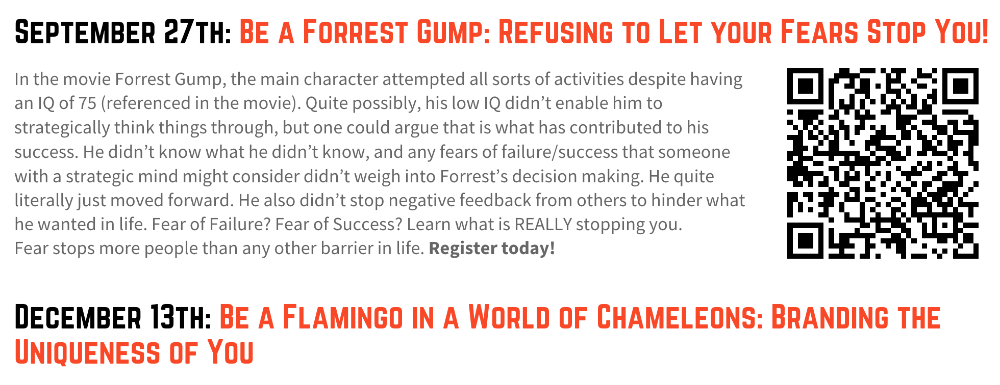 September 27th: Be a Forrest Gump: Refusing to Let your Fears Stop You!
In the movie Forrest Gump, the main character attempted all sorts of activities despite having
an IQ of 75 (referenced in the movie). Quite possibly, his low IQ didn’t enable him to
strategically think things through, but one could argue that is what has contributed to his
success. He didn’t know what he didn’t know, and any fears of failure/success that someone
with a strategic mind might consider didn’t weigh into Forrest’s decision making. He quite
literally just moved forward. He also didn’t stop negative feedback from others to hinder what
he wanted in life. Fear of Failure? Fear of Success? Learn what is REALLY stopping you.
Fear stops more people than any other barrier in life. Register today!
December 13th: Be a Flamingo in a World of Chameleons: Branding the
Uniqueness of You